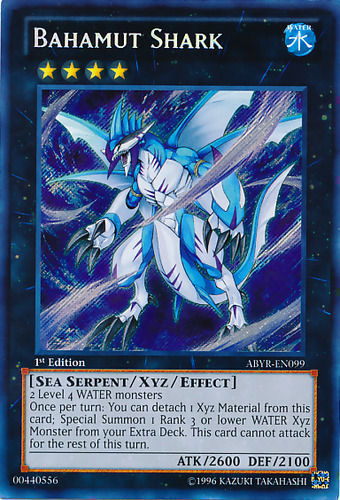 BAHAMUT SHARK
WATER
水
1st Edition
ABYR-EN099
[SEA SERPENT/XYZ/EFFECT]
2 Level 4 WATER monsters
Once per turn: You can detach 1 Xyz Material from this
card; Special Summon 1 Rank 3 or lower WATER Xyz
Monster from your Extra Deck. This card cannot attack
for the rest of this turn.
ATK/2600 DEF/2100
00440556
©1996 KAZUKI TAKAHASHI